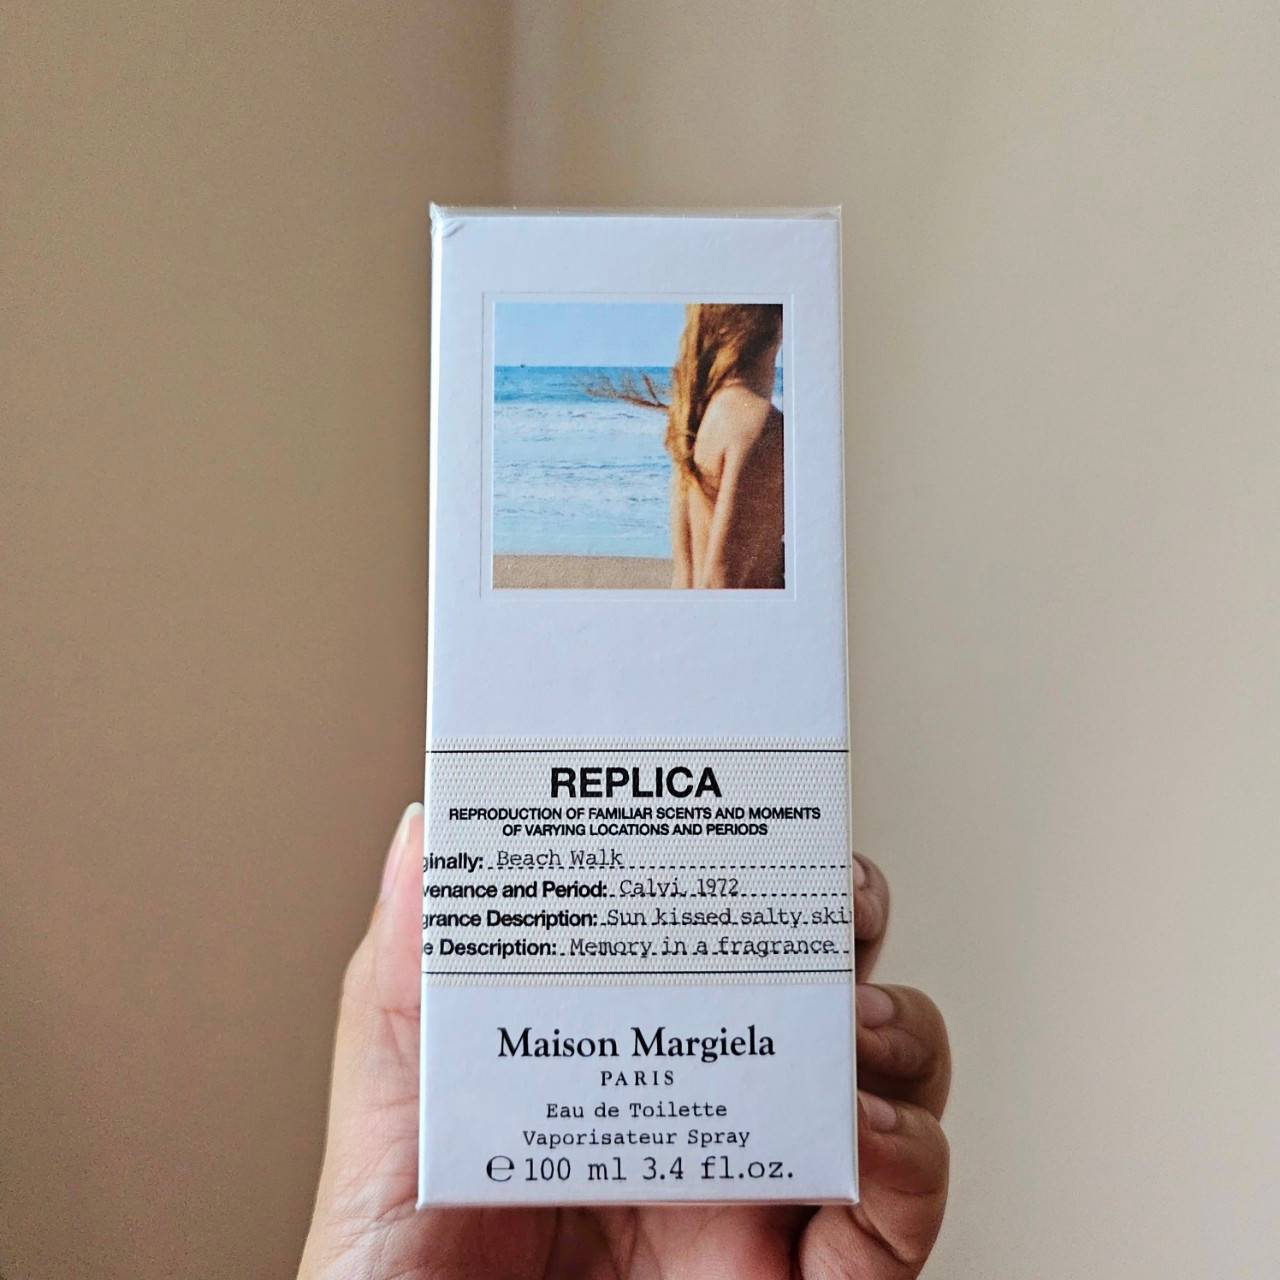 REPLICA
REPRODUCTION OF FAMILIAR SCENTS AND MOMENTS
OF VARYING LOCATIONS AND PERIODS
ginally: Beach Walk
venance and Period: Calvi, 1972
grance Description: Sun kissed salty ski
e Description: Memory in a fragrance
Maison Margiela
PARIS
Eau de Toilette
Vaporisateur Spray
℮ 100 ml 3.4 fl.oz.